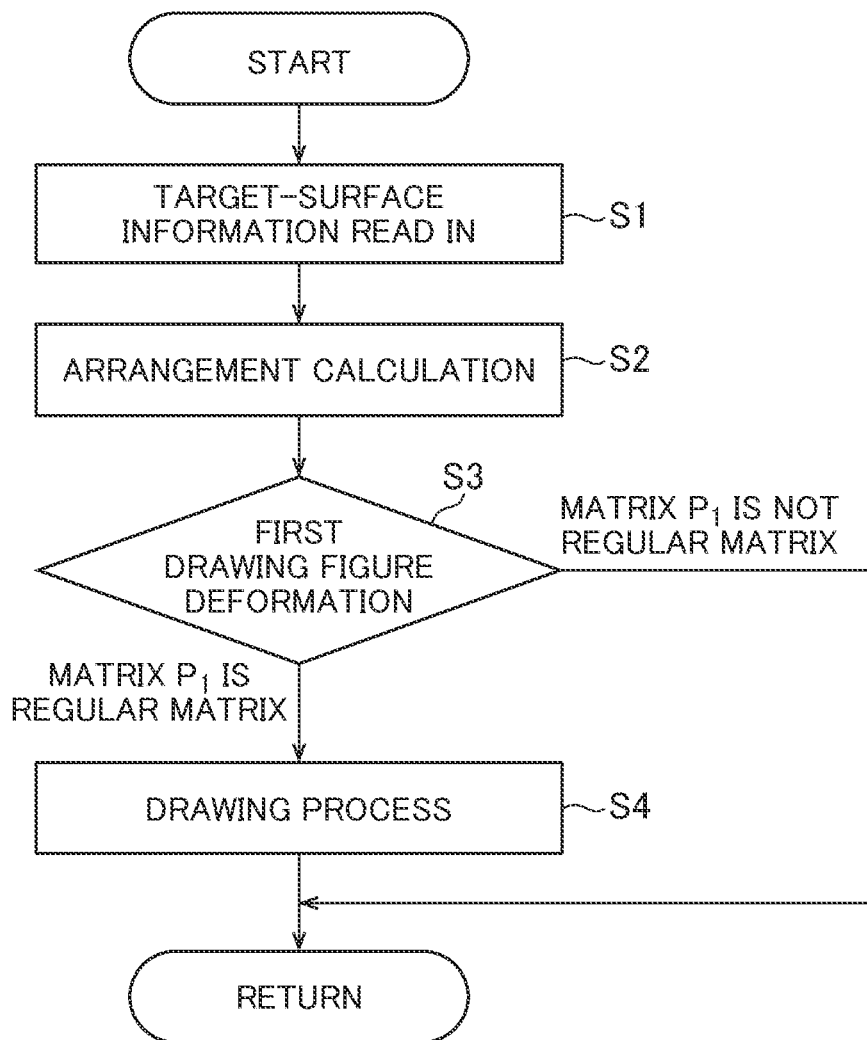 START
TARGET-SURFACE
INFORMATION READ IN
S1
ARRANGEMENT CALCULATION
S2
S3
FIRST
DRAWING FIGURE
DEFORMATION
MATRIX P₁ IS NOT
REGULAR MATRIX
MATRIX P₁ IS
REGULAR MATRIX
DRAWING PROCESS
S4
RETURN